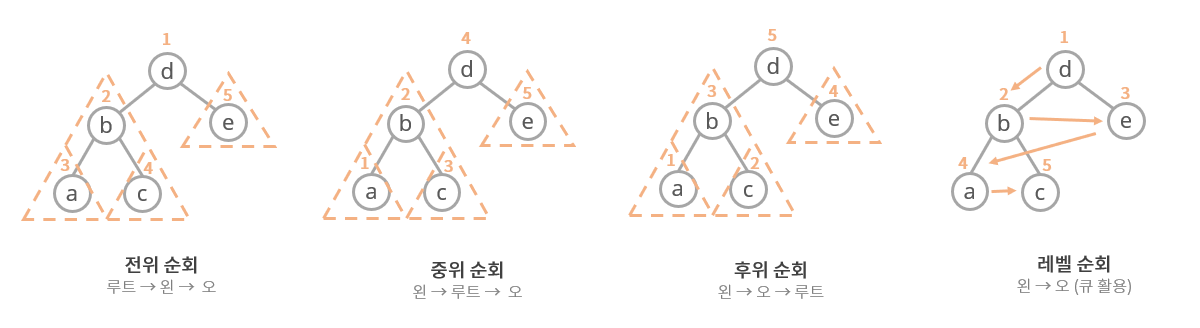 1
d
2
5
b
e
3
4
a
c
전위 순회
루트 → 왼 → 오
4
d
2
5
b
e
1
3
a
c
중위 순회
왼 → 루트 → 오
5
d
3
4
b
e
1
2
a
c
후위 순회
왼 → 오 → 루트
1
d
2
3
b
e
4
5
a
c
레벨 순회
왼 → 오 (큐 활용)